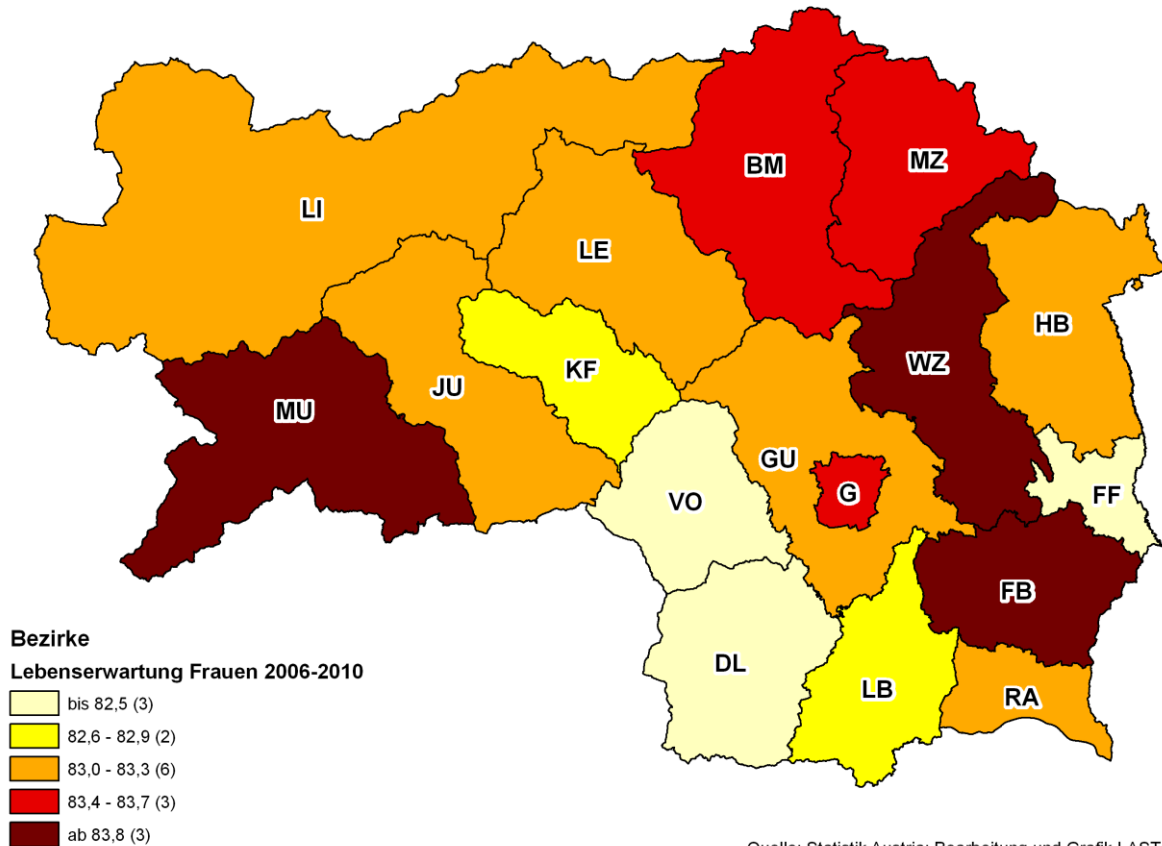 BM
MZ
LI
LE
HB
WZ
KF
JU
MU
GU
G
VO
FF
FB
DL
LB
RA
Bezirke
Lebenserwartung Frauen 2006-2010
bis 82,5 (3)
82,6 - 82,9 (2)
83,0 - 83,3 (6)
83,4 - 83,7 (3)
ab 83,8 (3)
Quelle: Statistik Austria; Bearbeitung und Grafik LAST